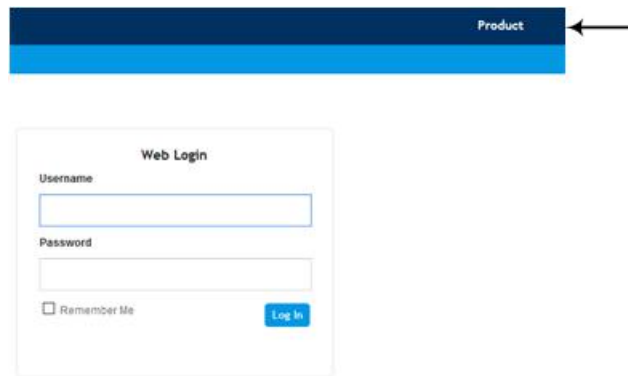 Product
Web Login
Username
Password
Remember Me
Log In